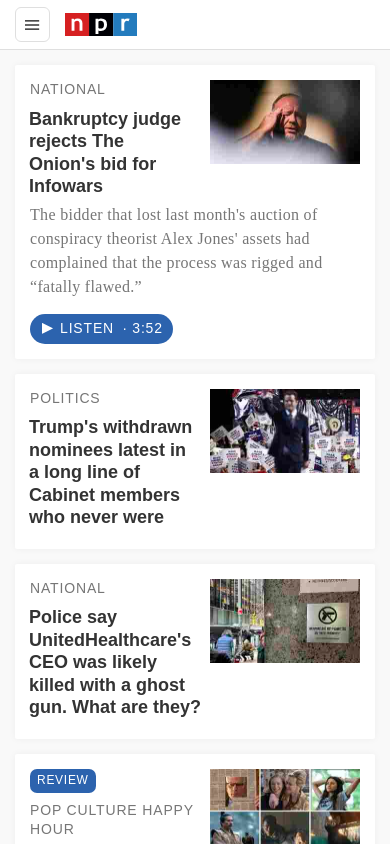 npr
NATIONAL
Bankruptcy judge
rejects The
Onion's bid for
Infowars
The bidder that lost last month's auction of
conspiracy theorist Alex Jones' assets had
complained that the process was rigged and
“fatally flawed.”
LISTEN · 3:52
POLITICS
Trump's withdrawn
nominees latest in
a long line of
Cabinet members
who never were
NATIONAL
Police say
UnitedHealthcare's
CEO was likely
killed with a ghost
gun. What are they?
REVIEW
POP CULTURE HAPPY
HOUR